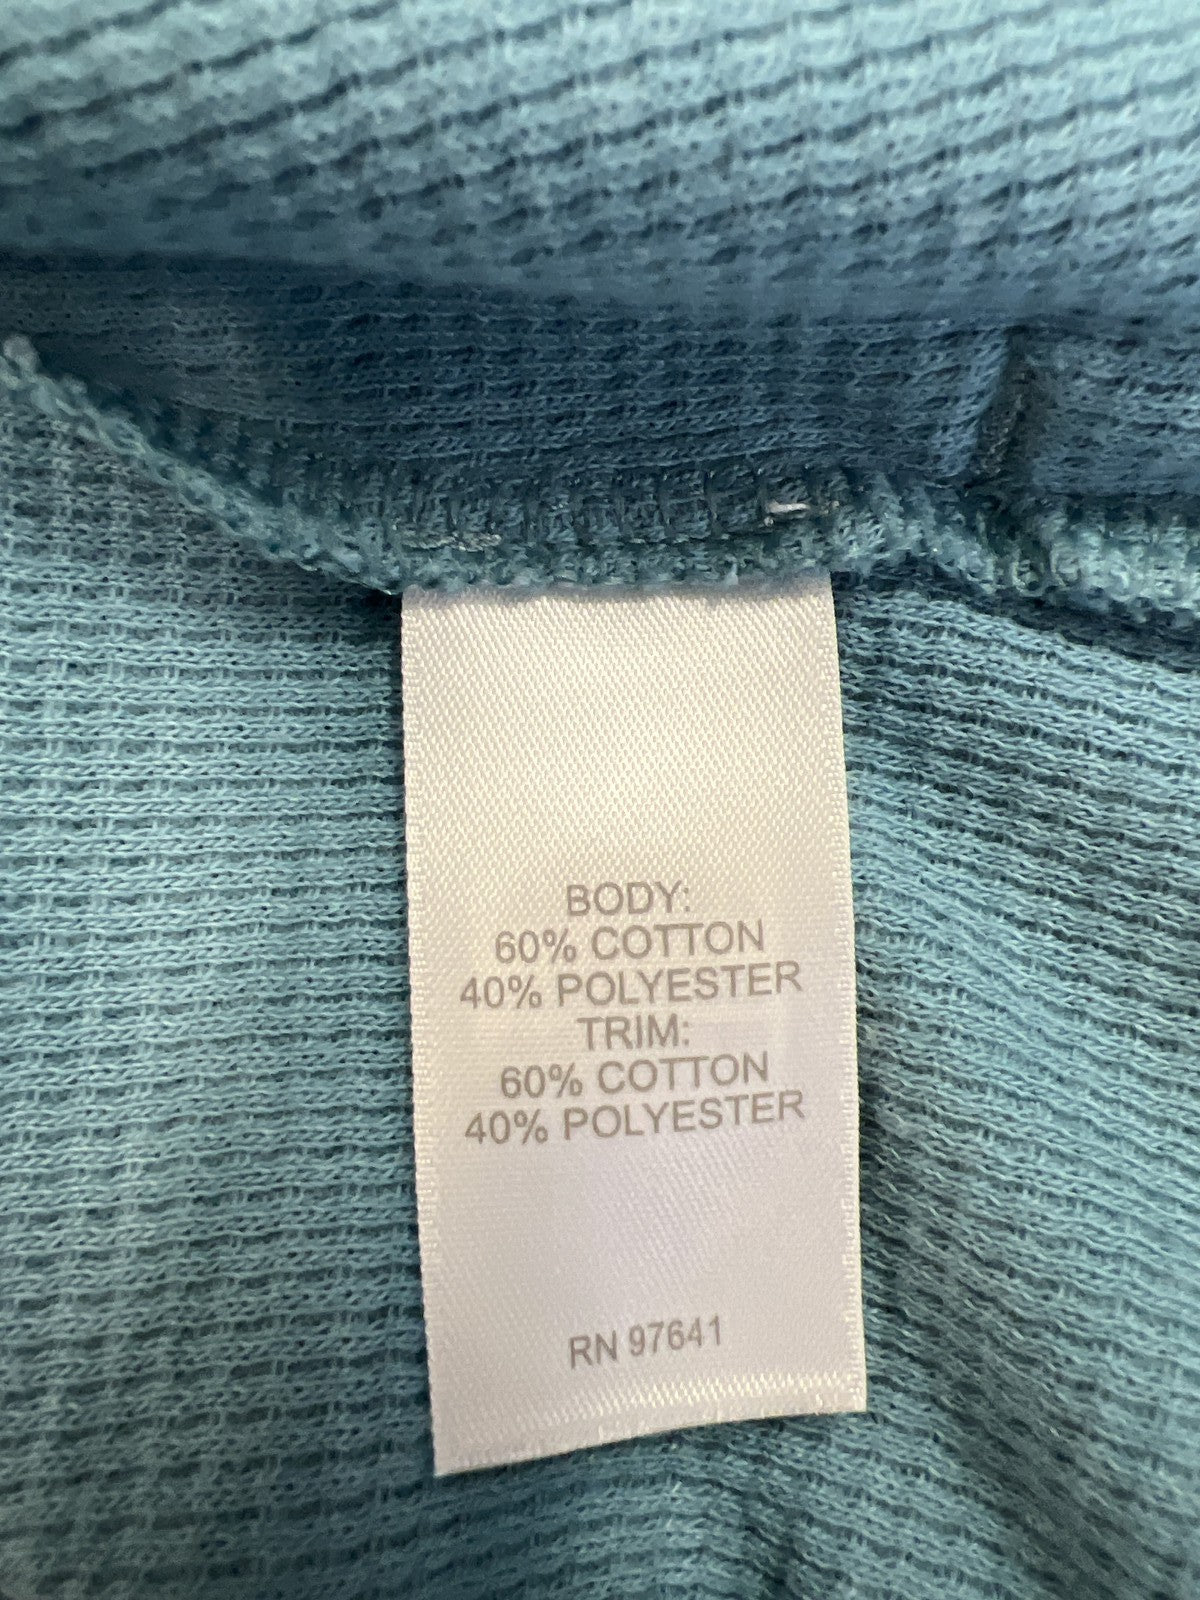 BODY:
60% COTTON
40% POLYESTER
TRIM:
60% COTTON
40% POLYESTER
RN 97641